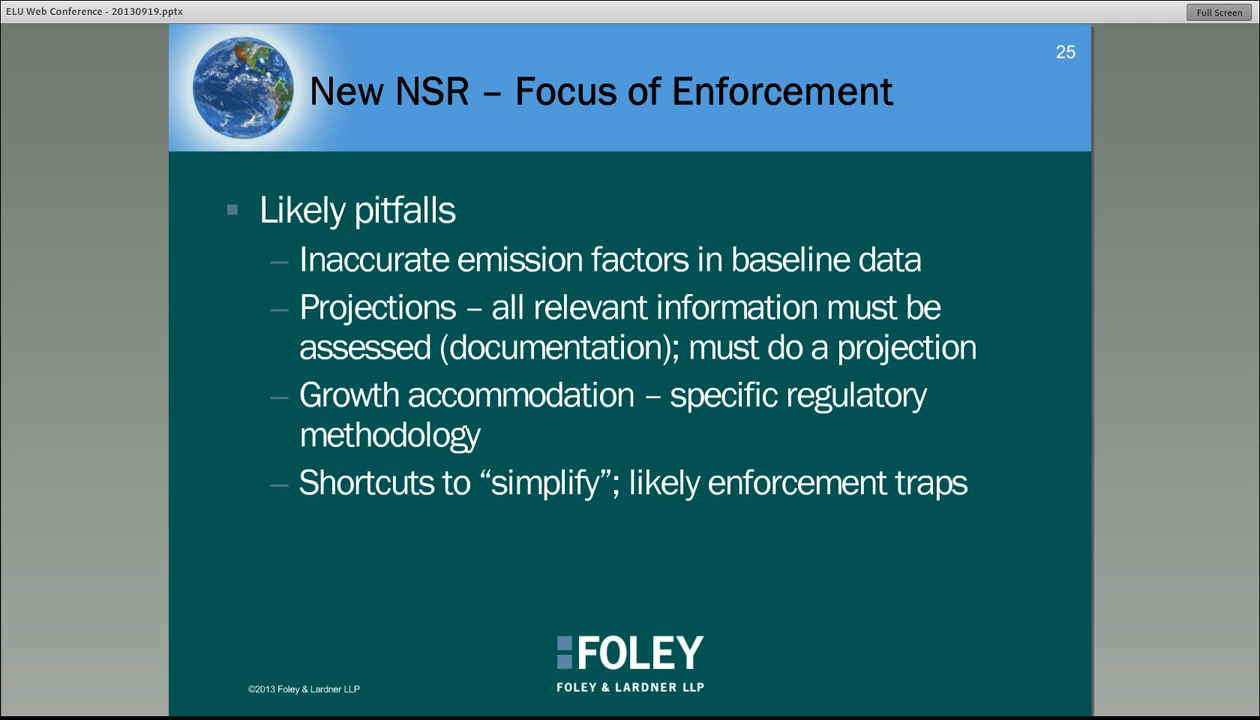 ELU Web Conference - 20130919.pptx
Full Screen
25
New NSR – Focus of Enforcement
Likely pitfalls
– Inaccurate emission factors in baseline data
– Projections – all relevant information must be
assessed (documentation); must do a projection
– Growth accommodation – specific regulatory
methodology
– Shortcuts to “simplify”; likely enforcement traps
FOLEY
FOLEY & LARDNER LLP
©2013 Foley & Lardner LLP